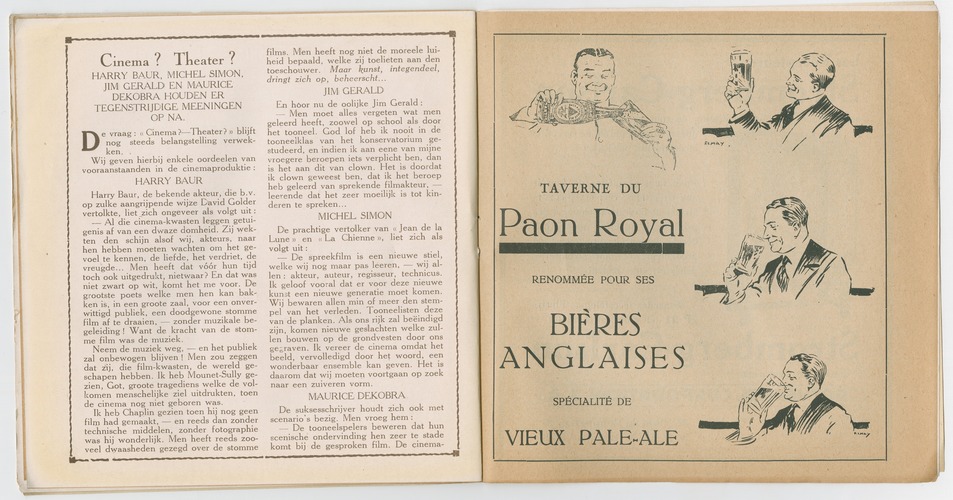 Cinema? Theater?
HARRY BAUR, MICHEL SIMON,
JIM GERALD EN MAURICE
DEKOBRA HOUDEN ER
TEGENSTRIJDIGE MEENINGEN
OP NA.
De vraag: « Cinema?—Theater?» blijft
nog steeds belangstelling verwek-
ken.
Wij geven hierbij enkele oordeelen van
vooraanstaanden in de cinemaproduktie:
HARRY BAUR
Harry Baur, de bekende akteur, die b.v.
op zulke aangrijpende wijze David Golder
vertolkte, liet zich ongeveer als volgt uit:
— Al die cinema-kwasten leggen getui-
genis af van een dwaze domheid. Zij wek-
ten den schijn alsof wij, akteurs, naar
hen hebben moeten wachten om het ge-
voel te kennen, de liefde, het verdriet, de
vreugde... Men heeft dat vóór hun tijd
toch ook uitgedrukt, nietwaar? En dat was
niet zwart op wit, komt het me voor. De
grootste poets welke men hen kan bak-
ken is, in een groote zaal, voor een onver-
wittigd publiek, een doodgewone stomme
film af te draaien, — zonder muzikale be-
geleiding! Want de kracht van de stom-
me film was de muziek.
Neem de muziek weg, — en het publiek
zal onbewogen blijven! Men zou zeggen
dat zij, die film-kwasten, de wereld ge-
schapen hebben. Ik heb Mounet-Sully ge-
zien, Got, groote tragediens welke de vol-
komen menschelijke ziel uitdrukten, toen
de cinema nog niet geboren was.
Ik heb Chaplin gezien toen hij nog geen
film had gemaakt, — en reeds dan zonder
technische middelen, zonder fotographie
was hij wonderlijk. Men heeft reeds zoo-
veel dwaasheden gezegd over de stomme
films. Men heeft nog niet de moreele lui-
heid bepaald, welke zij toelieten aan den
toeschouwer. Maar kunst, integendeel,
dringt zich op, beheerscht...
JIM GERALD
En hoor nu de oolijke Jim Gerald:
— Men moet alles vergeten wat men
geleerd heeft, zoowel op school als door
het tooneel. God lof heb ik nooit in de
tooneelklas van het konservatorium ge-
studeerd, en indien ik aan eene van mijne
vroegere beroepen iets verplicht ben, dan
is het aan dit van clown. Het is doordat
ik clown geweest ben, dat ik het beroep
heb geleerd van sprekende filmakteur, —
leerende dat het zeer moeilijk is tot kin-
deren te spreken...
MICHEL SIMON
De prachtige vertolker van «Jean de la
Lune» en «La Chienne», liet zich als
volgt uit:
— De spreekfilm is een nieuwe stiel,
welke wij nog maar pas leeren, — wij al-
len: akteur, auteur, regisseur, technicus.
Ik geloof vooral dat er voor deze nieuwe
kunst een nieuwe generatie moet komen.
Wij bewaren allen min of meer den stem-
pel van het verleden. Tooneelisten deze
van de planken. Als ons rijk zal beëindigd
zijn, komen nieuwe geslachten welke zul-
len bouwen op de grondvesten door ons
gegraven. Ik vereer de cinema omdat het
beeld, vervolledigd door het woord, een
wonderbaar ensemble kan geven. Het is
daarom dat wij moeten voortgaan op zoek
naar een zuiveren vorm.
MAURICE DEKOBRA
De suksesschrijver houdt zich ook met
scenario's bezig. Men vroeg hem:
— De tooneelspelers beweren dat hun
scenische ondervinding hen zeer te stade
komt bij de gesproken film. De cinema-
TAVERNE DU
Paon Royal
RENOMMÉE POUR SES
BIÈRES
ANGLAISES
SPÉCIALITÉ DE
VIEUX PALE-ALE